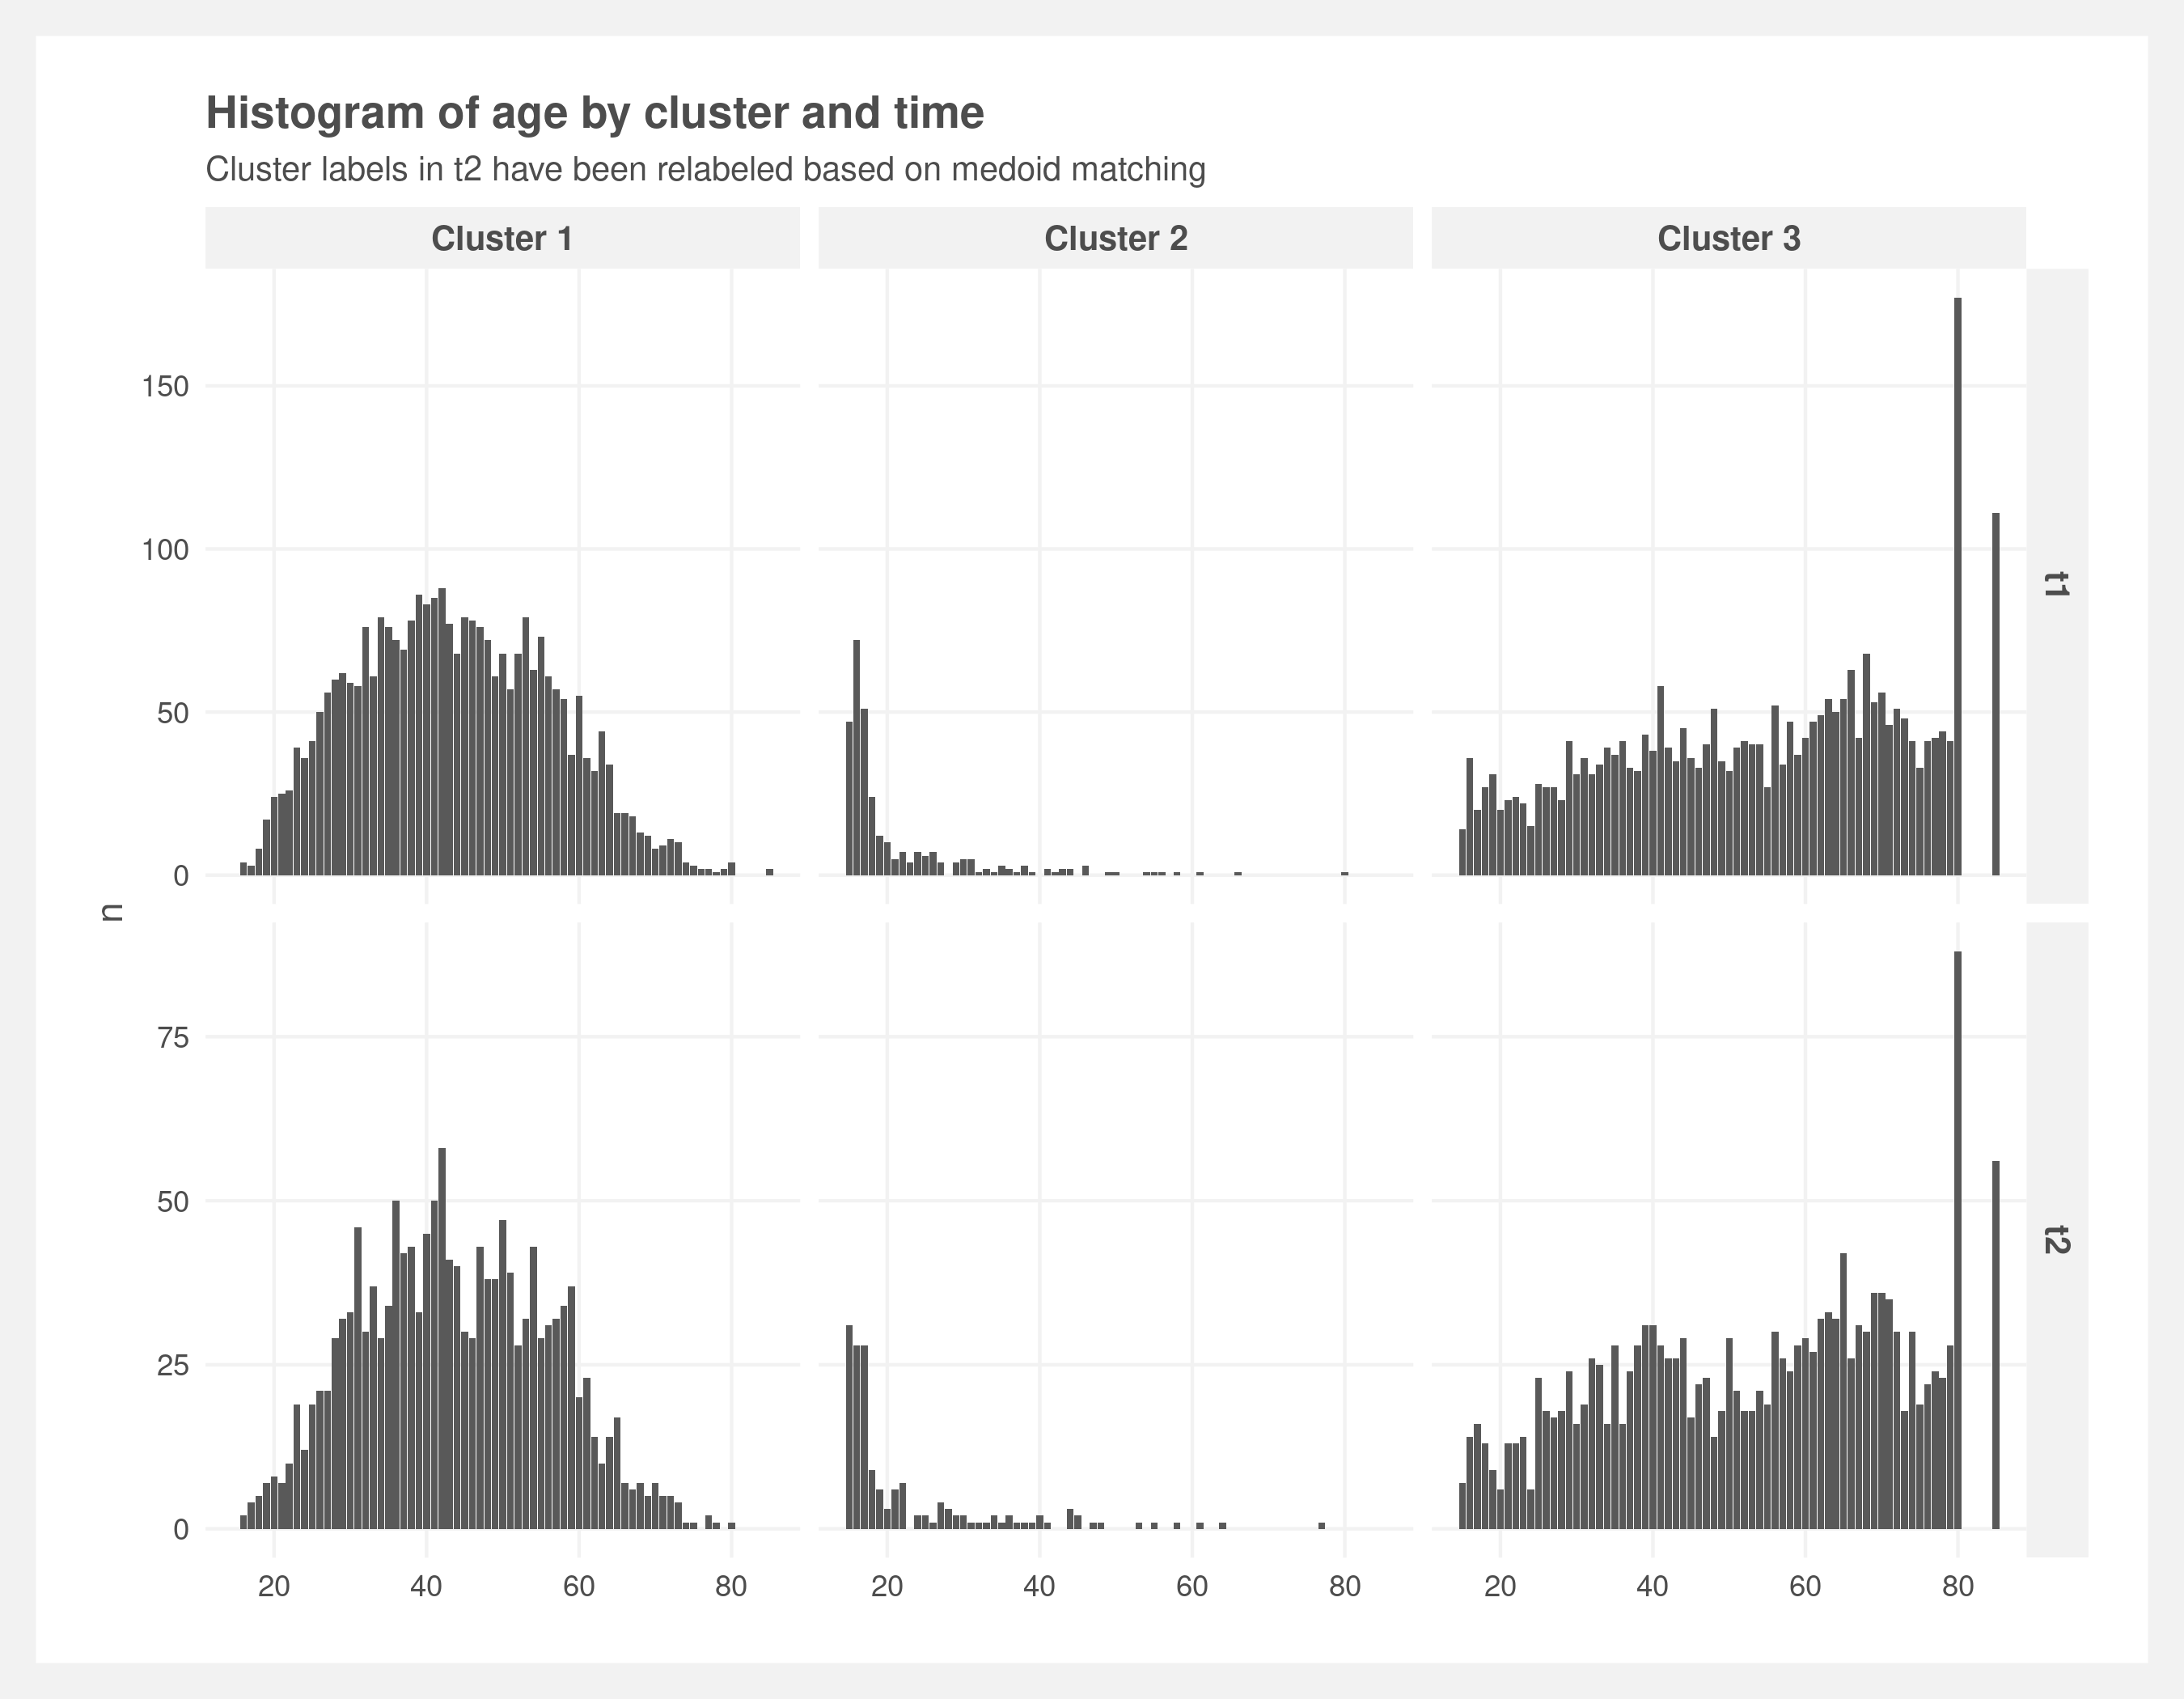 Histogram of age by cluster and time
Cluster labels in t2 have been relabeled based on medoid matching
Cluster 1
Cluster 2
Cluster 3
150
100
50
0
t1
n
75
50
25
0
t2
20
40
60
80
20
40
60
80
20
40
60
80